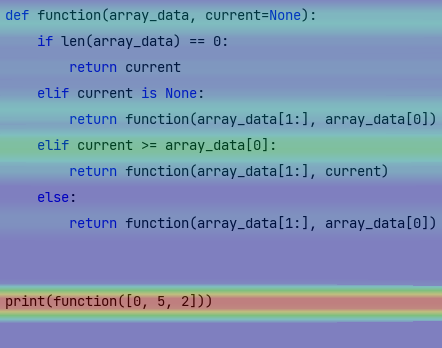 def function(array_data, current=None):
    if len(array_data) == 0:
        return current
    elif current is None:
        return function(array_data[1:], array_data[0])
    elif current >= array_data[0]:
        return function(array_data[1:], current)
    else:
        return function(array_data[1:], array_data[0])
print(function([0, 5, 2]))